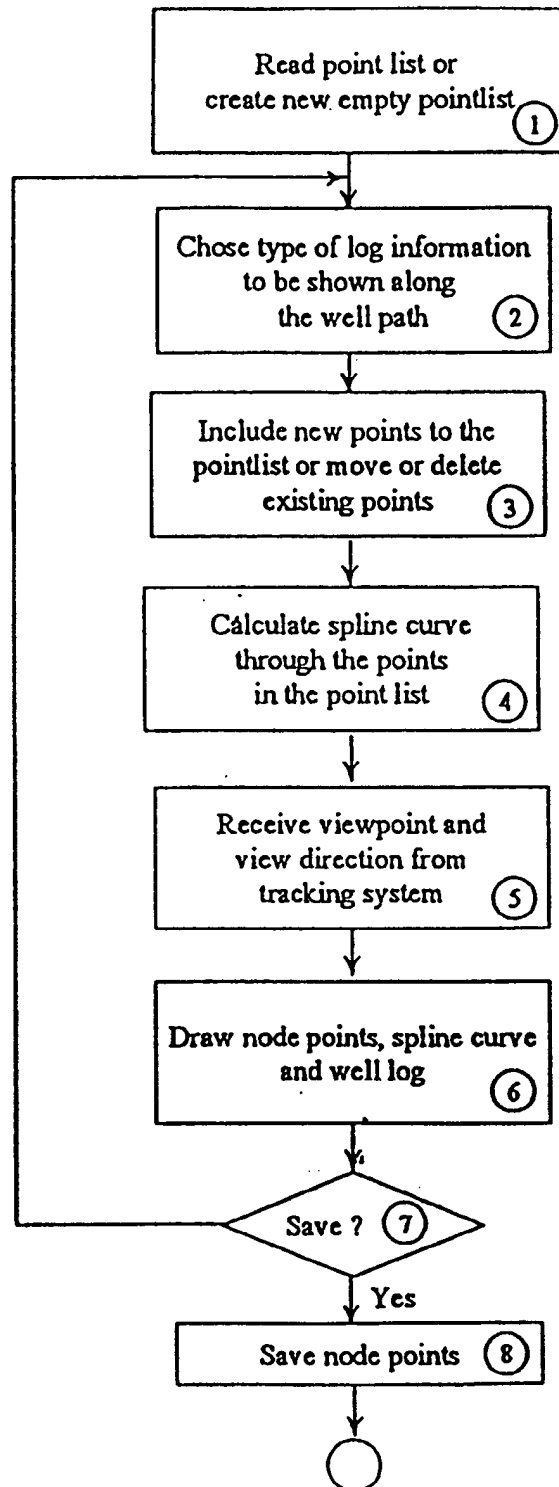 Read point list or
create new empty pointlist
1
Chose type of log information
to be shown along
the well path
2
Include new points to the
pointlist or move or delete
existing points
3
Calculate spline curve
through the points
in the point list
4
Receive viewpoint and
view direction from
tracking system
5
Draw node points, spline curve
and well log
6
Save ? 7
Yes
Save node points 8